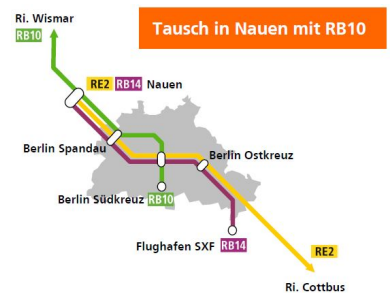 Ri. Wismar
RB10
Tausch in Nauen mit RB10
RE2 RB14 Nauen
Berlin Spandau
Berlin Ostkreuz
Berlin Südkreuz RB10
Flughafen SXF RB14
RE2
Ri. Cottbus